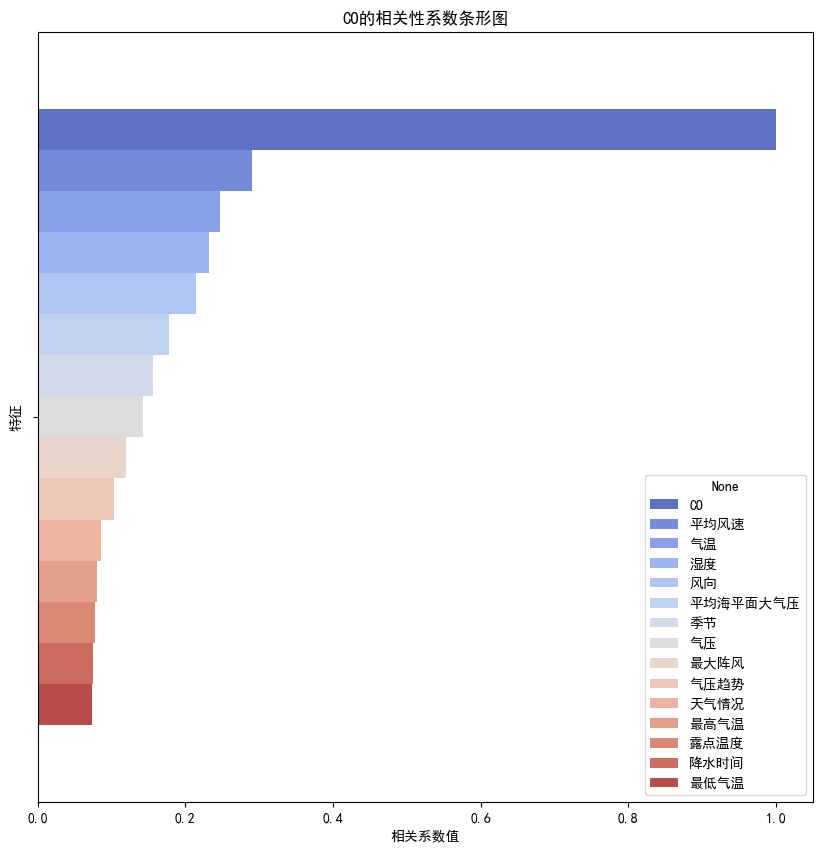 CO的相关性系数条形图
特征
None
CO
平均风速
气温
湿度
风向
平均海平面大气压
季节
气压
最大阵风
气压趋势
天气情况
最高气温
露点温度
降水时间
最低气温
0.0 0.2 0.4 0.6 0.8 1.0
相关系数值